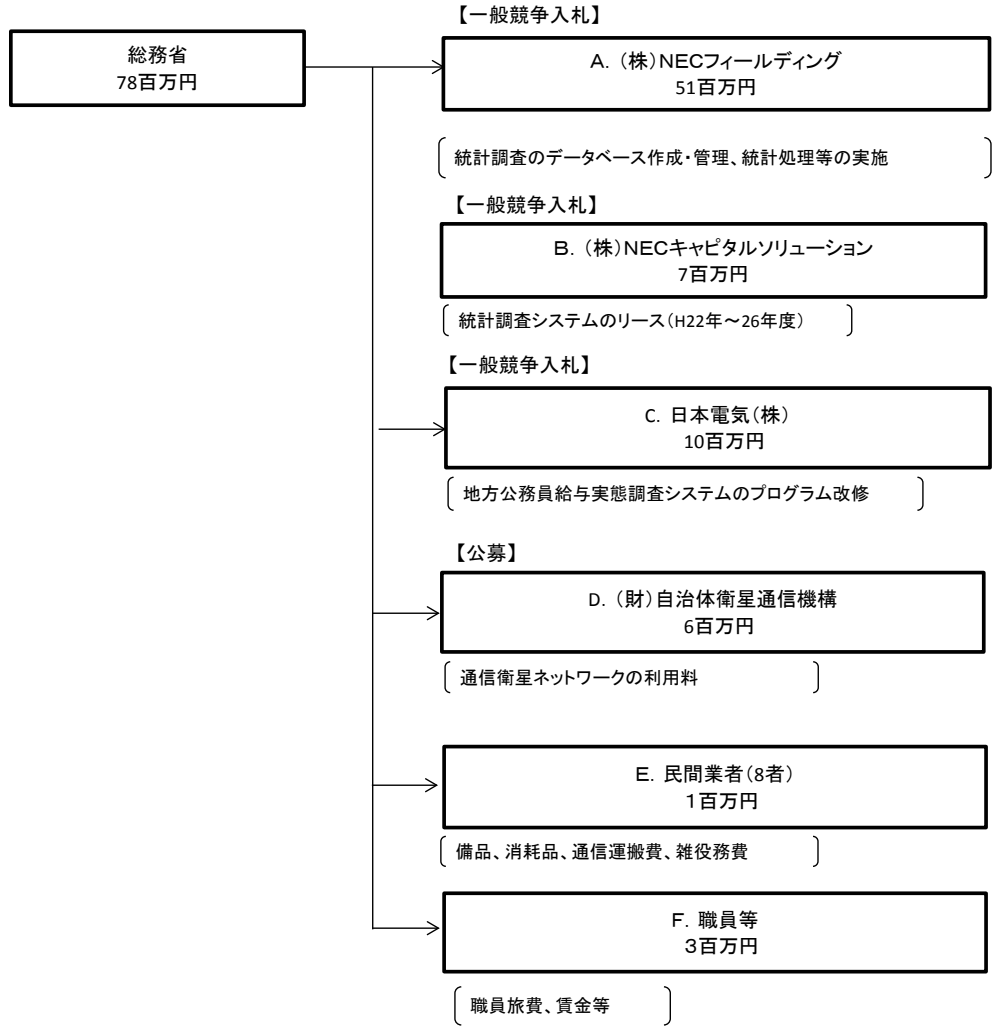 【一般競争入札】
総務省
78百万円
A. (株)NECフィールディング
51百万円
統計調査のデータベース作成・管理、統計処理等の実施
【一般競争入札】
B. (株)NECキャピタルソリューション
7百万円
統計調査システムのリース(H22年~26年度)
【一般競争入札】
C. 日本電気(株)
10百万円
地方公務員給与実態調査システムのプログラム改修
【公募】
D. (財)自治体衛星通信機構
6百万円
通信衛星ネットワークの利用料
E. 民間業者(8者)
1百万円
備品、消耗品、通信運搬費、雑役務費
F. 職員等
3百万円
職員旅費、賃金等